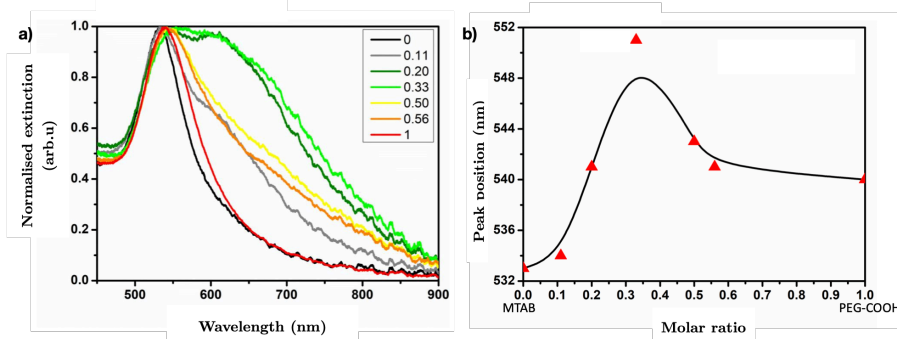 a)
Normalised extinction
(arb.u)
1.0
0.8
0.6
0.4
0.2
0.0
500
600
700
800
900
Wavelength (nm)
0
0.11
0.20
0.33
0.50
0.56
1
b)
Peak position (nm)
552
548
544
540
536
532
0.0 0.1 0.2 0.3 0.4 0.5 0.6 0.7 0.8 0.9 1.0
MTAB PEG-COOH
Molar ratio